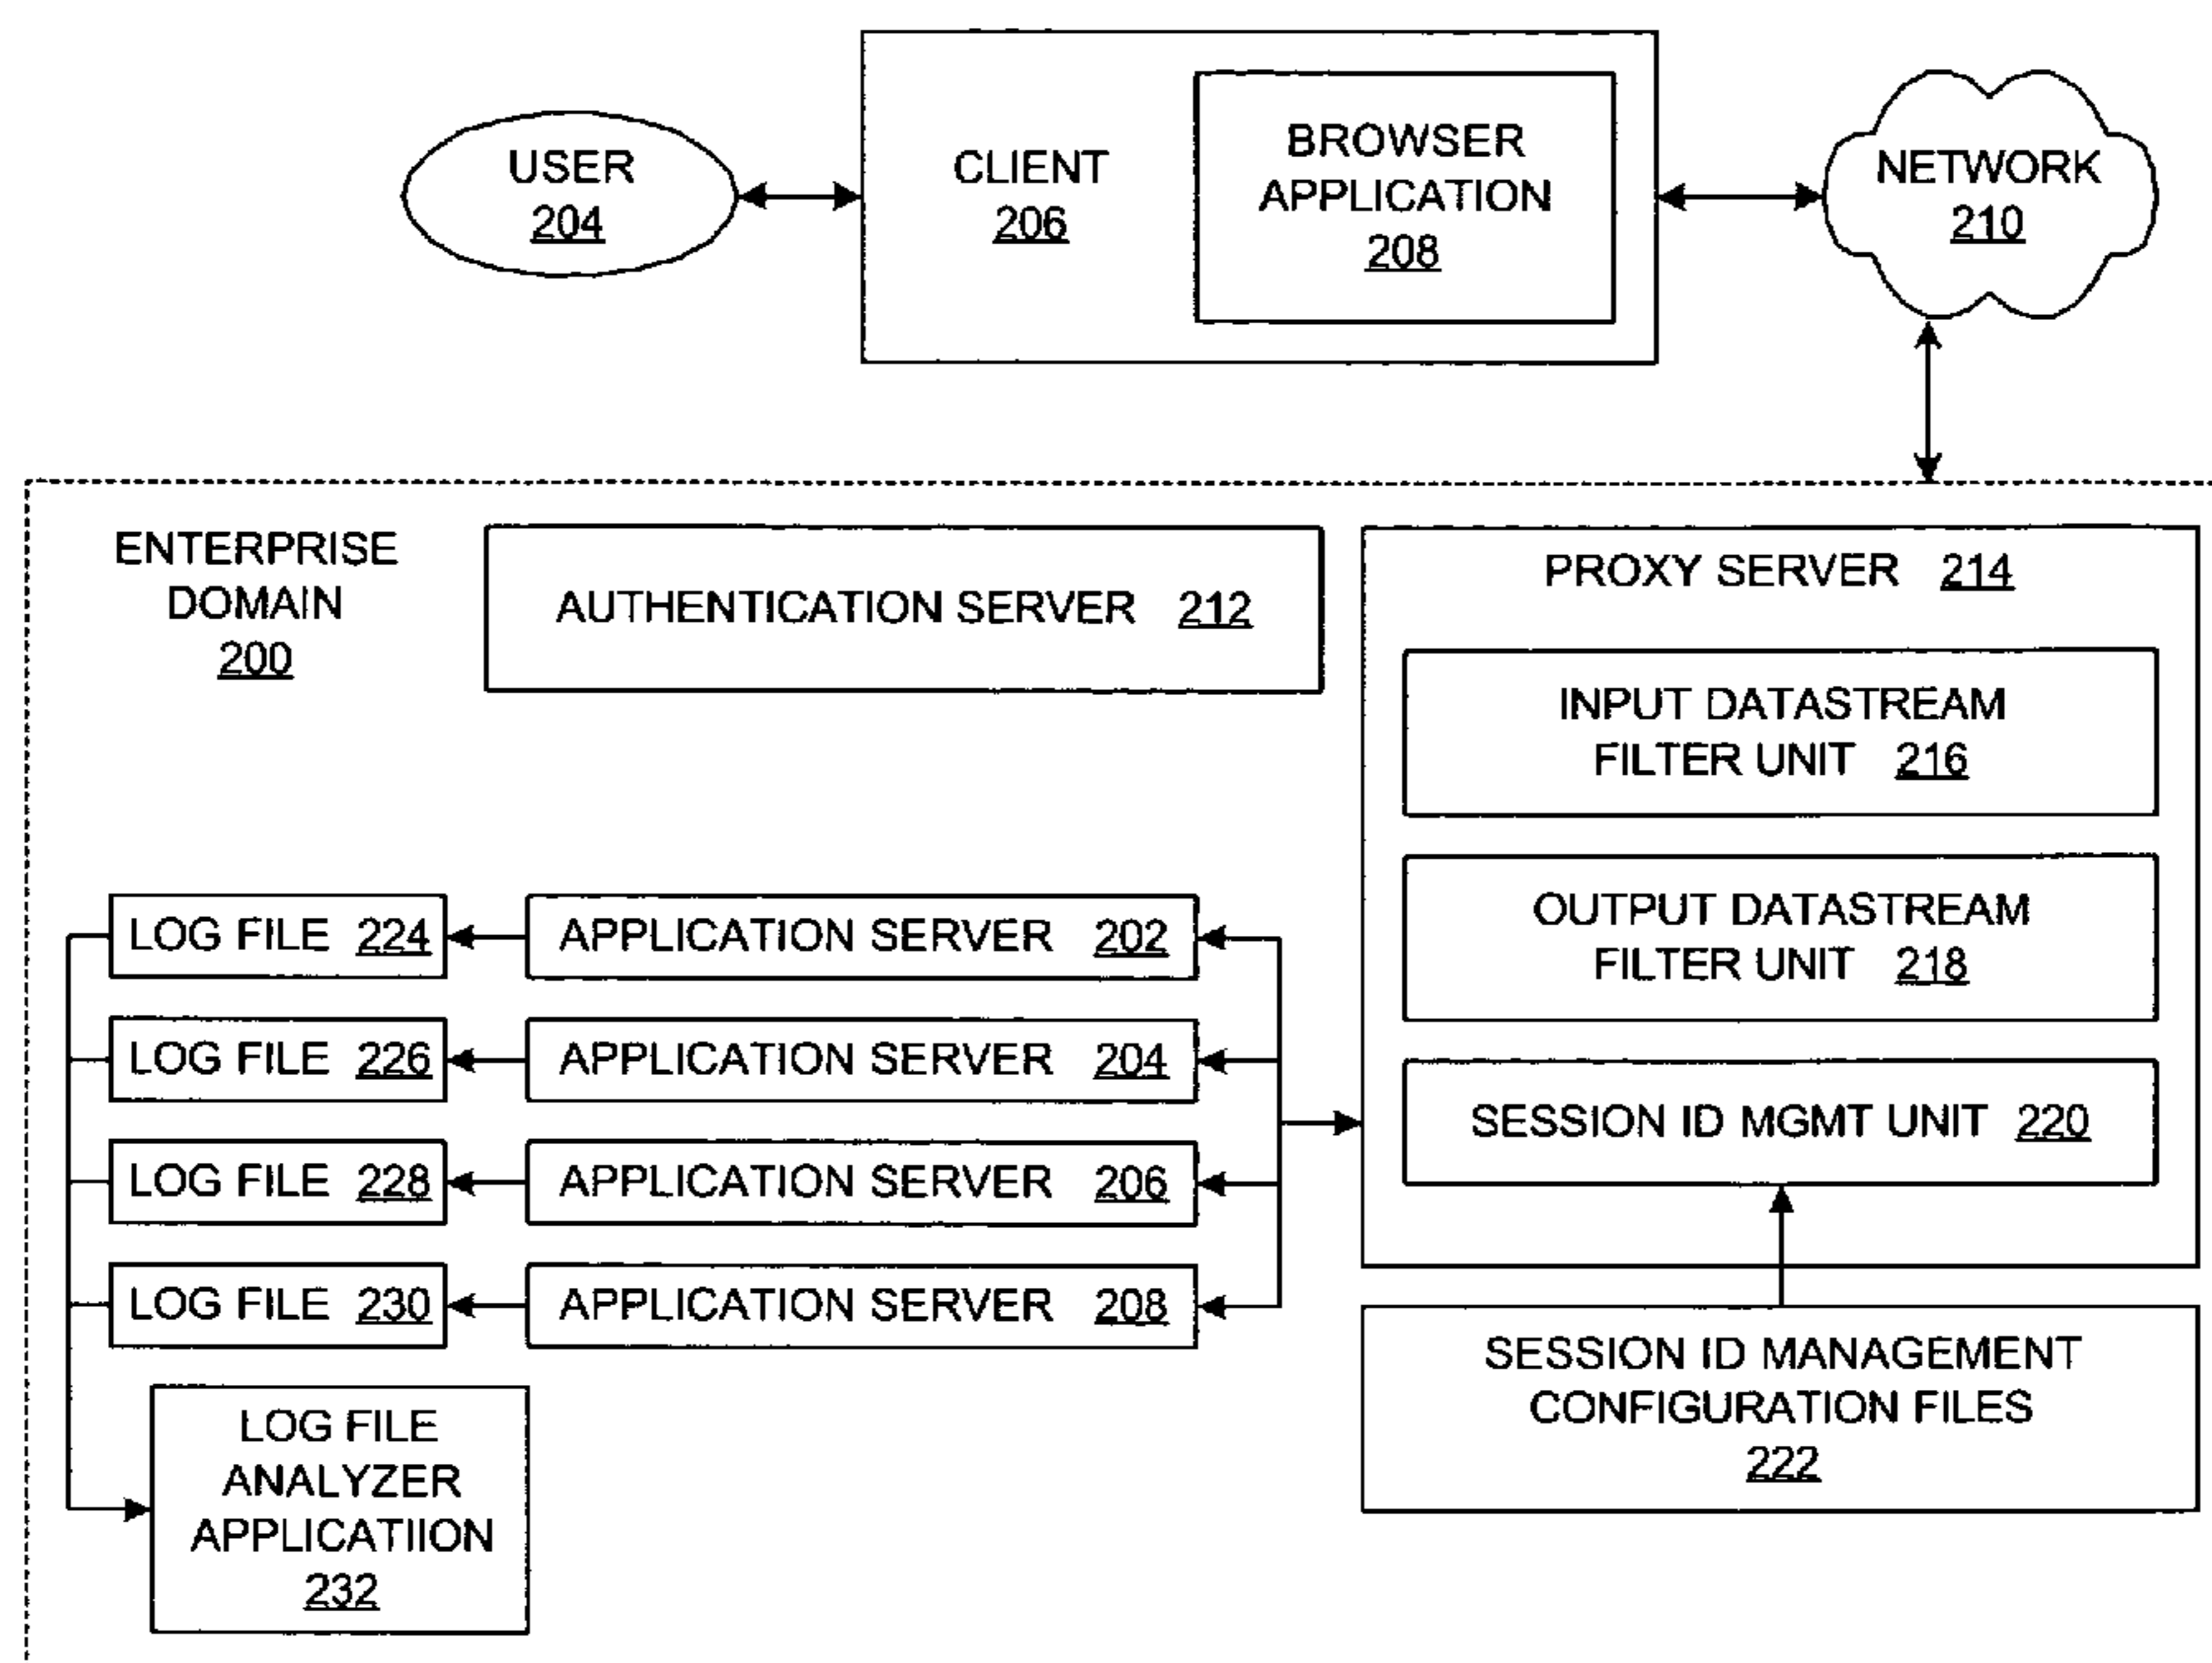 USER
204
CLIENT
206
BROWSER
APPLICATION
208
NETWORK
210
ENTERPRISE
DOMAIN
200
AUTHENTICATION SERVER 212
PROXY SERVER 214
INPUT DATASTREAM
FILTER UNIT 216
OUTPUT DATASTREAM
FILTER UNIT 218
SESSION ID MGMT UNIT 220
LOG FILE 224
APPLICATION SERVER 202
LOG FILE 226
APPLICATION SERVER 204
LOG FILE 228
APPLICATION SERVER 206
LOG FILE 230
APPLICATION SERVER 208
SESSION ID MANAGEMENT
CONFIGURATION FILES
222
LOG FILE
ANALYZER
APPLICATIION
232